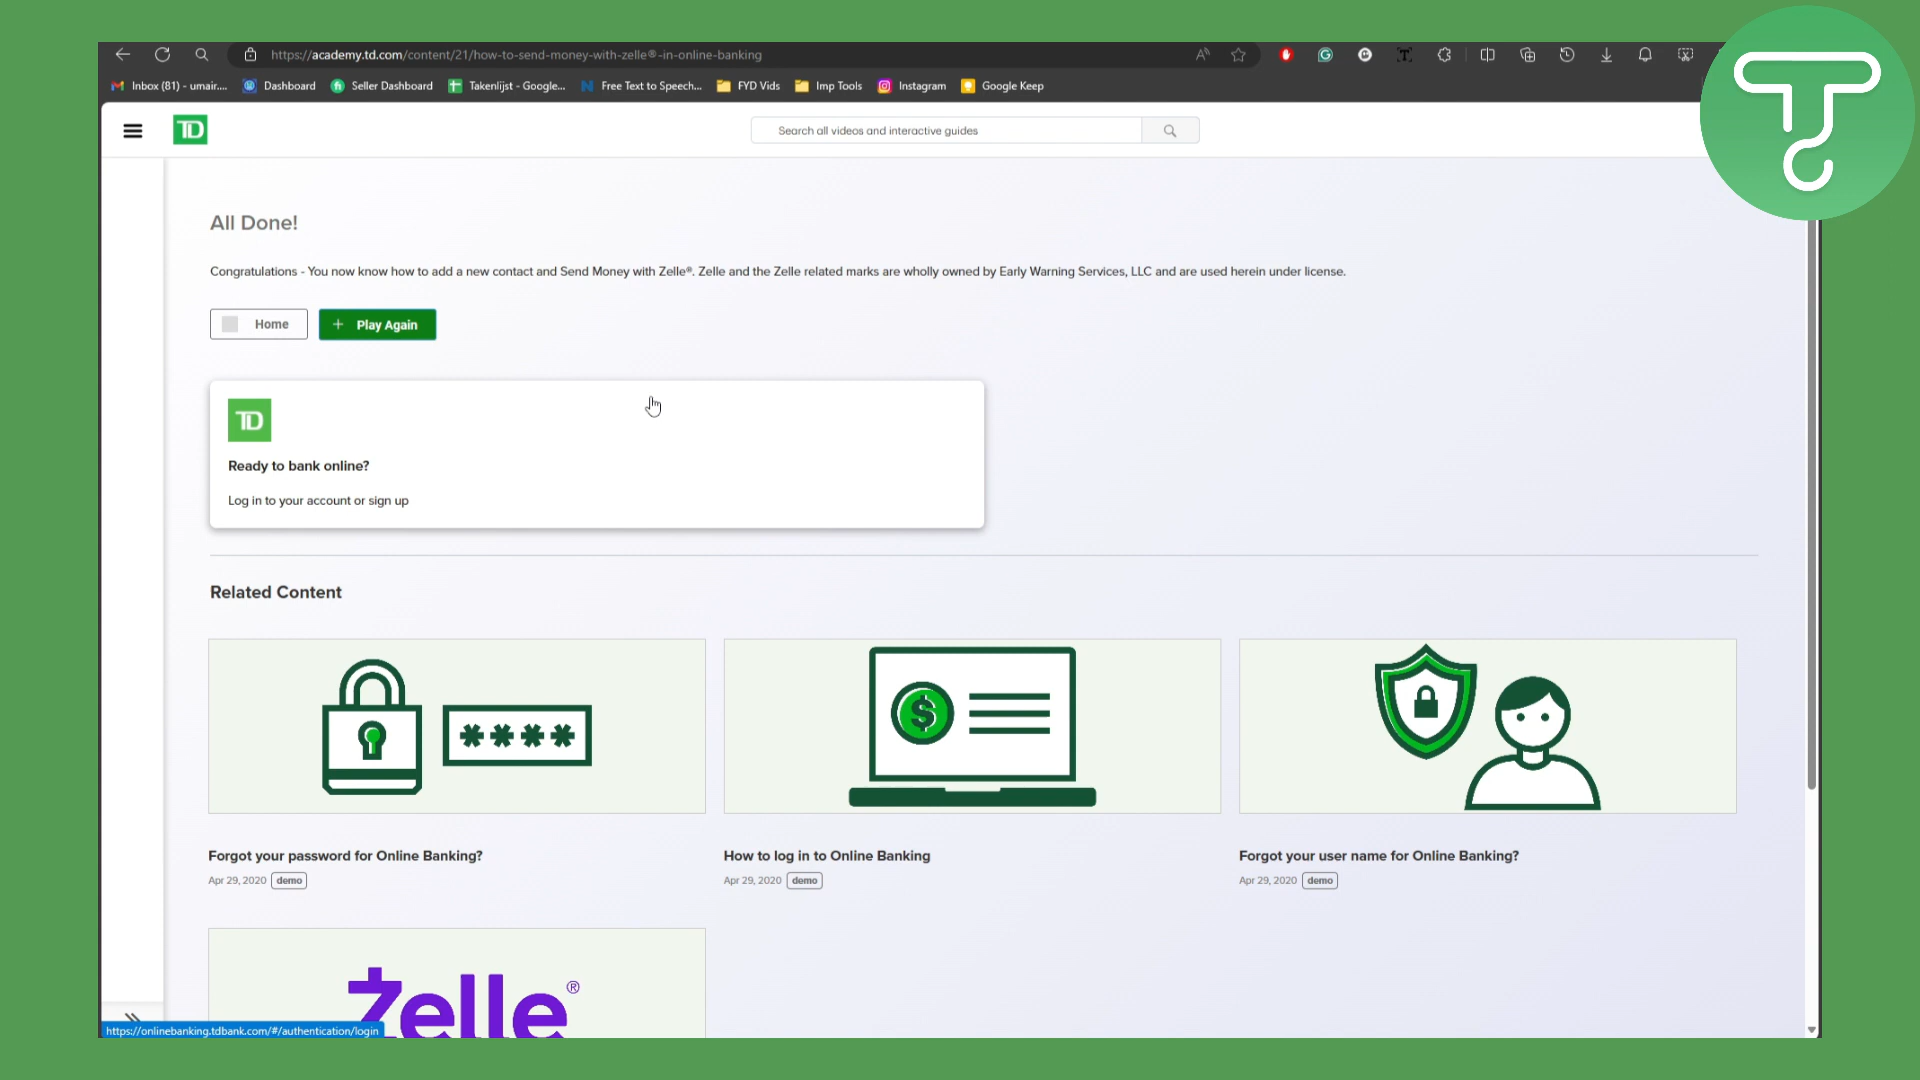 https://academy.td.com/content/21/how-to-send-money-with-zelle®-in-online-banking
Inbox (81) - umair.... Dashboard Seller Dashboard Takenlijst - Google... Free Text to Speech... FYD Vids Imp Tools Instagram Google Keep
TD Search all videos and interactive guides
All Done!
Congratulations - You now know how to add a new contact and Send Money with Zelle®. Zelle and the Zelle related marks are wholly owned by Early Warning Services, LLC and are used herein under license.
Home + Play Again
TD
Ready to bank online?
Log in to your account or sign up
Related Content
****
$
Forgot your password for Online Banking? How to log in to Online Banking Forgot your user name for Online Banking?
Apr 29, 2020 demo Apr 29, 2020 demo Apr 29, 2020 demo
Zelle®
https://onlinebanking.tdbank.com/#/authentication/login